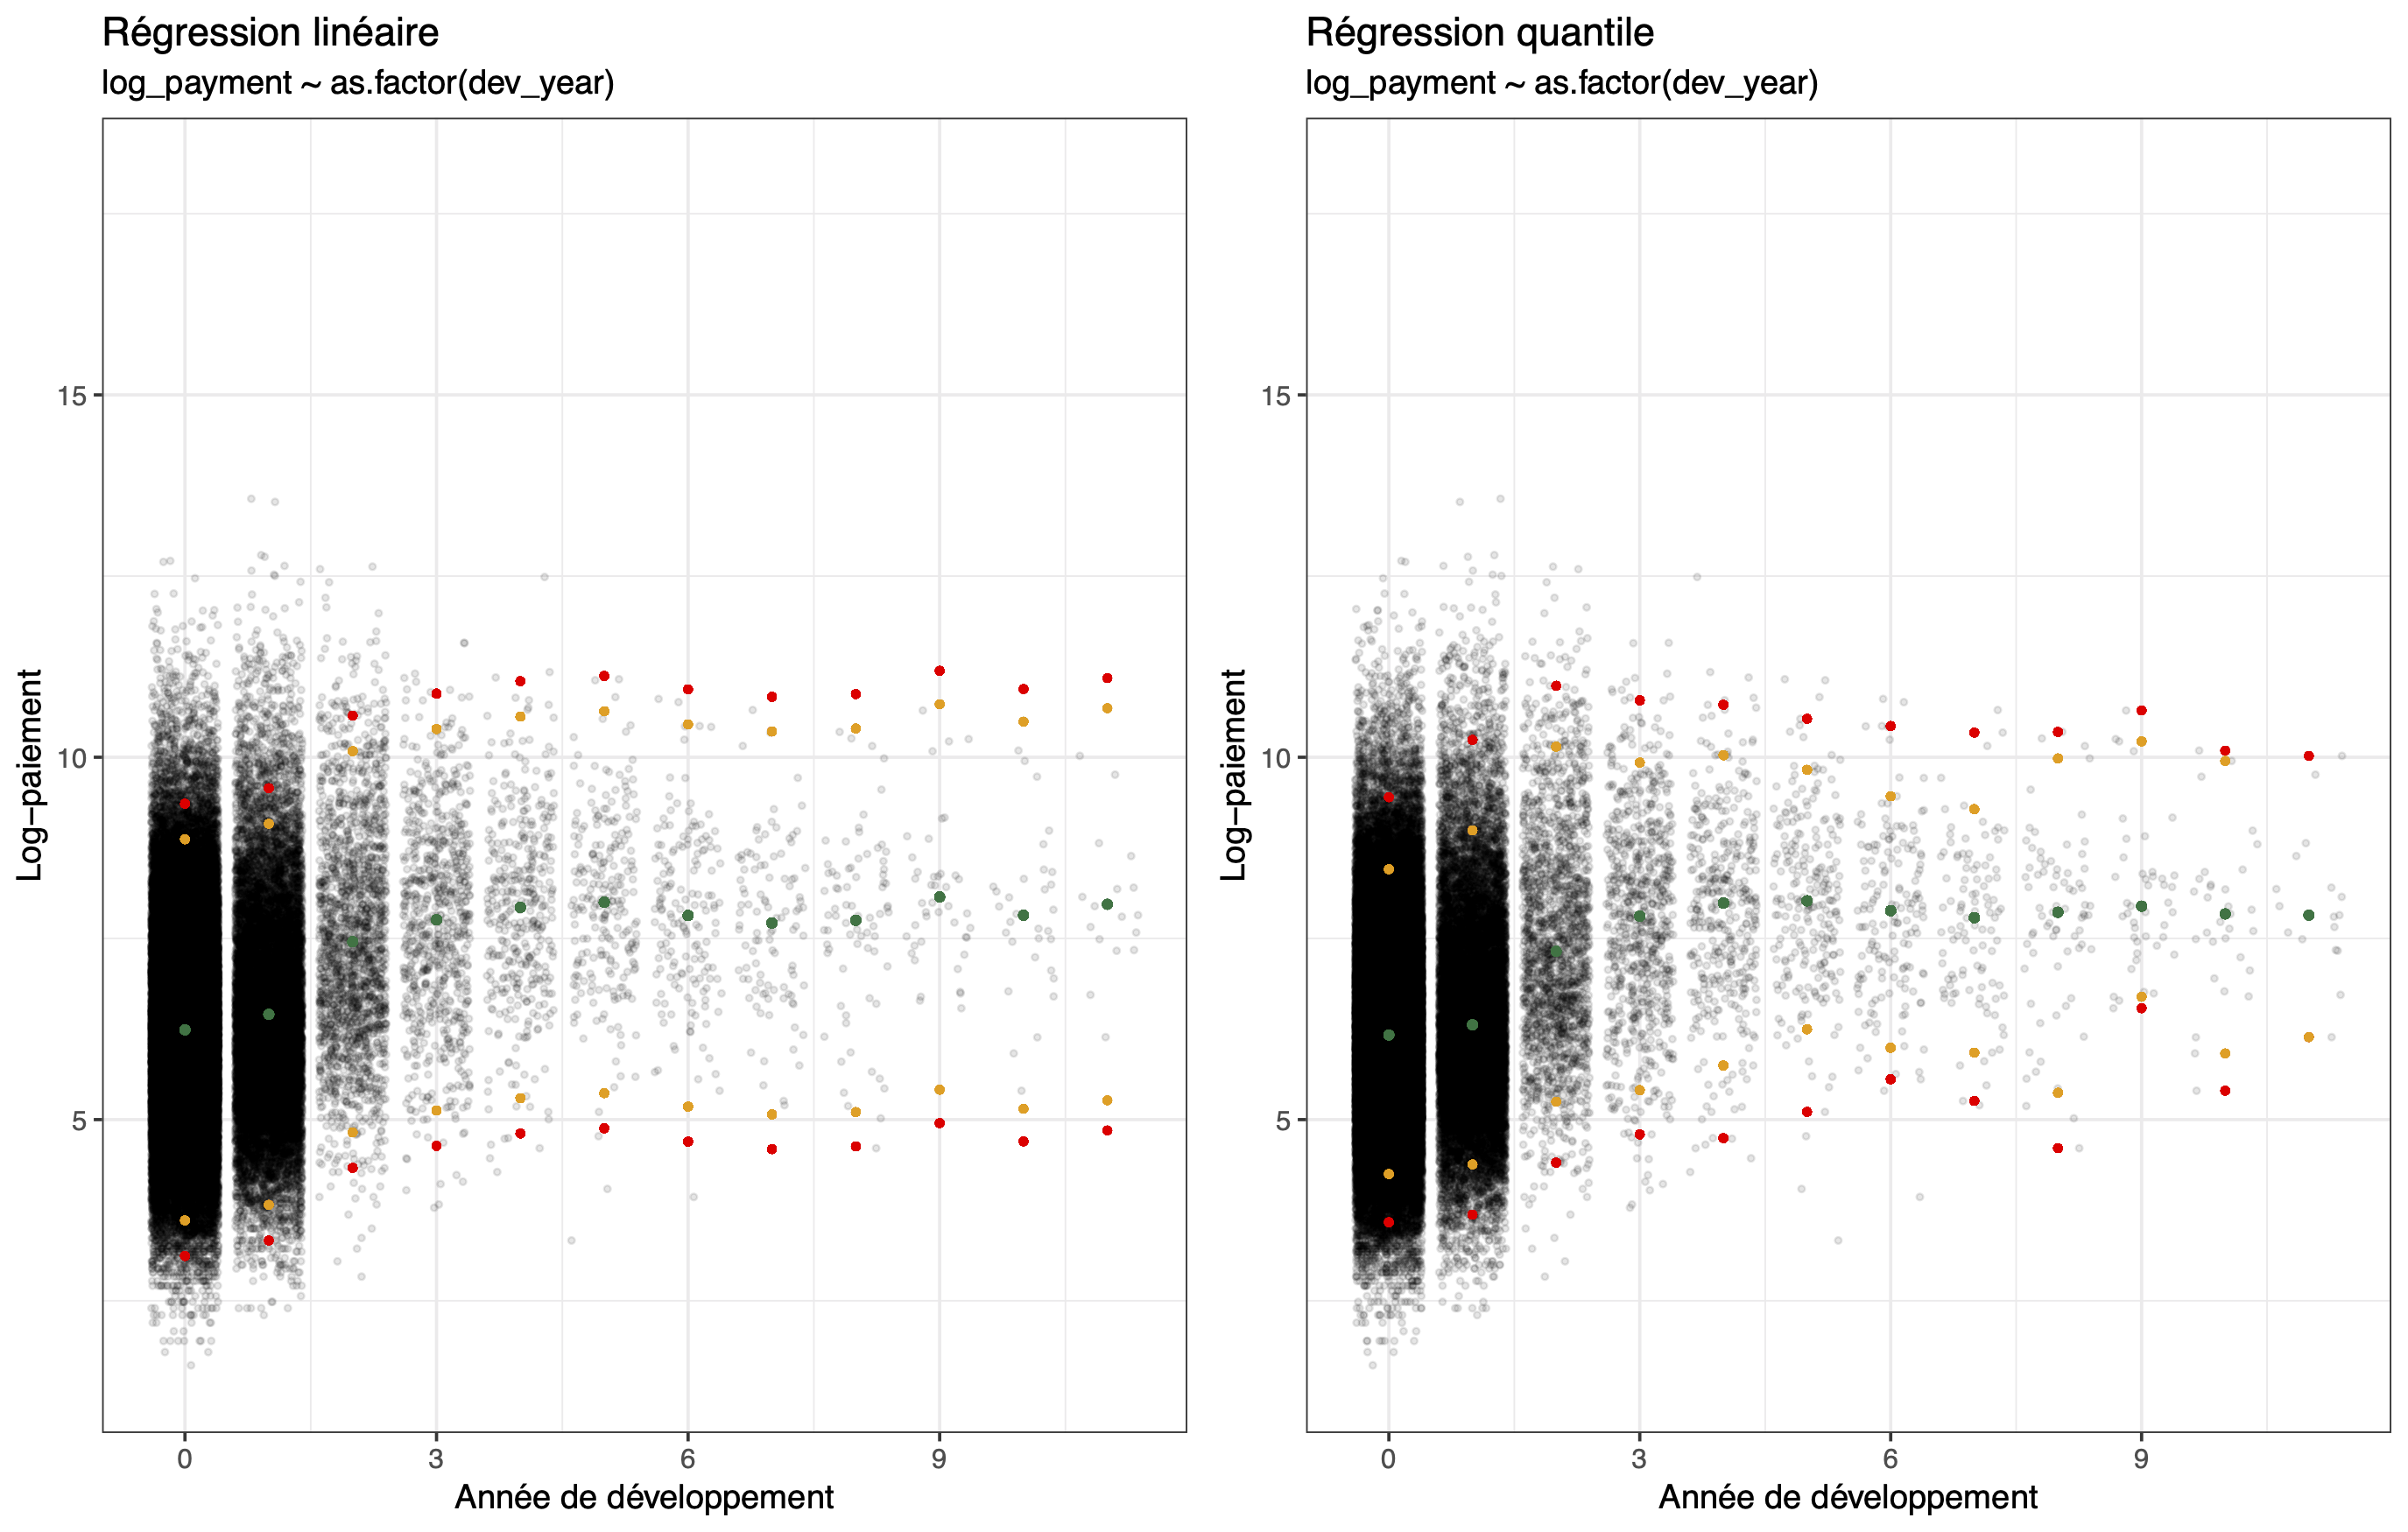 Régression linéaire
log_payment ~ as.factor(dev_year)
Log−paiement
15
10
5
0
3
6
9
Année de développement
Régression quantile
log_payment ~ as.factor(dev_year)
Log−paiement
15
10
5
0
3
6
9
Année de développement